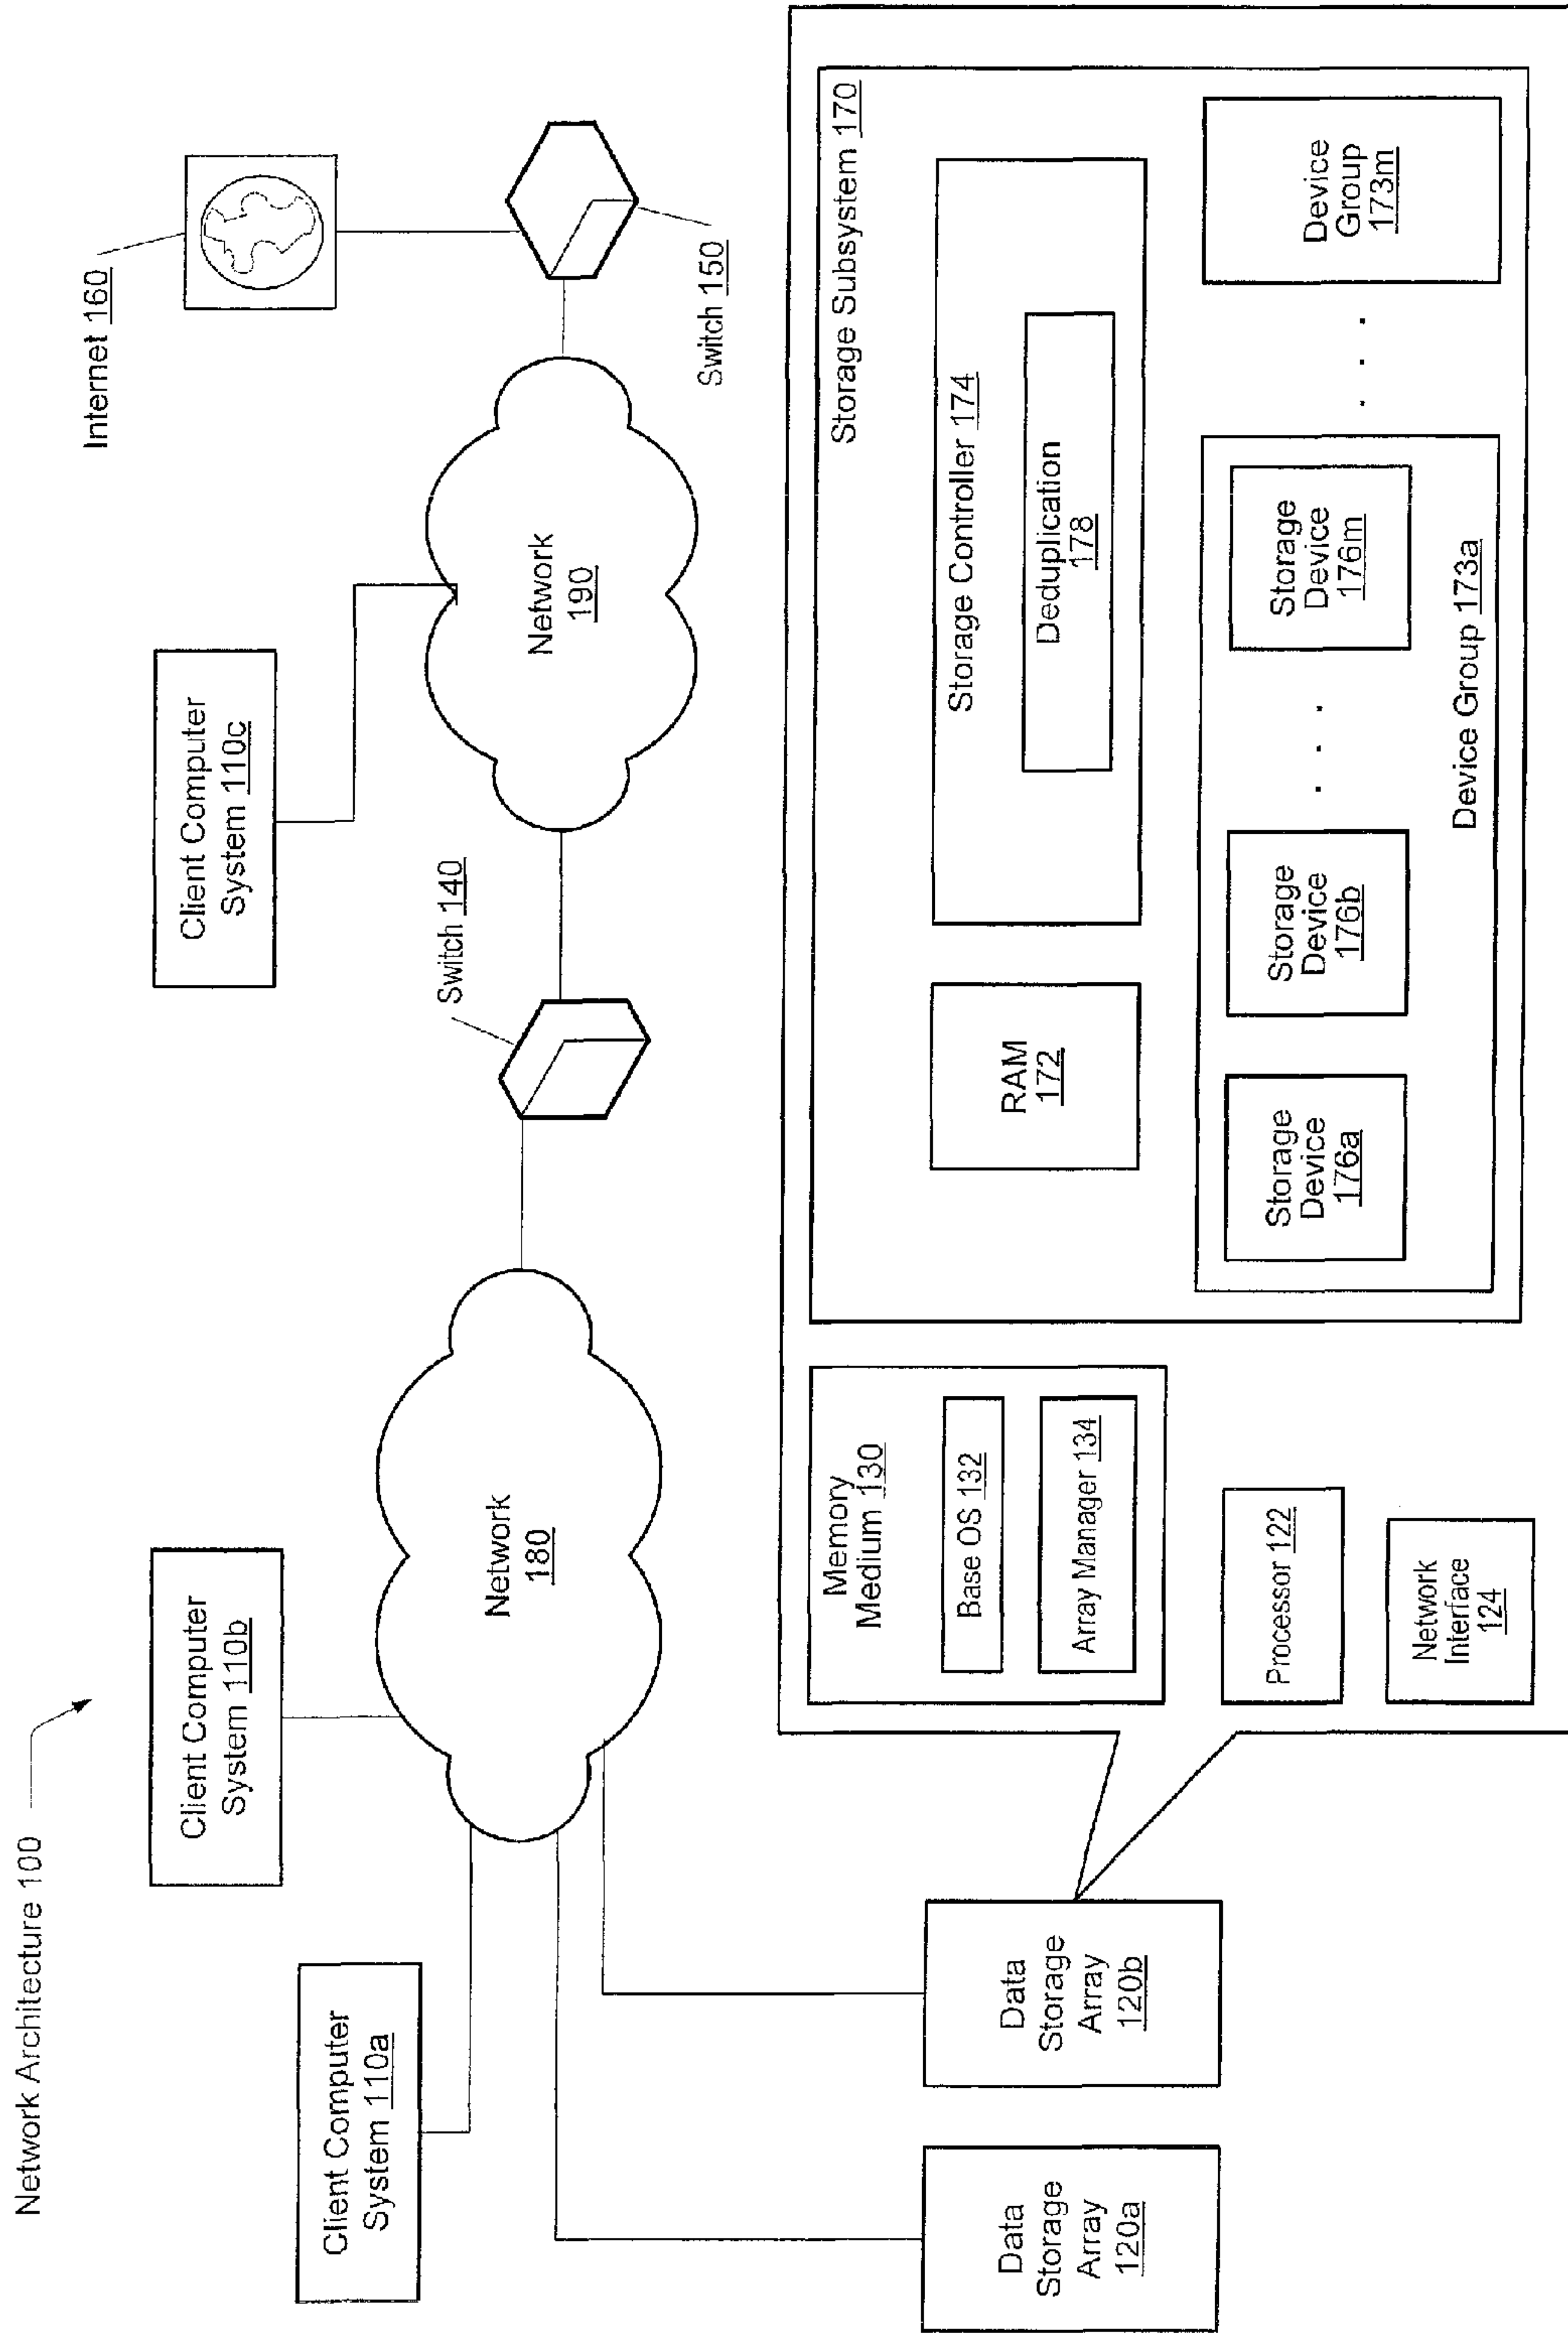 Network Architecture 100
Client Computer
System 110a
Client Computer
System 110b
Client Computer
System 110c
Internet 160
Network
180
Switch 140
Network
190
Switch 150
Data
Storage
Array
120a
Data
Storage
Array
120b
Memory
Medium 130
Base OS 132
Array Manager 134
Processor 122
Network
Interface
124
Storage Subsystem 170
RAM
172
Storage Controller 174
Deduplication
178
Storage
Device
176a
Storage
Device
176b
. . .
Storage
Device
176m
Device Group 173a
. . .
Device
Group
173m